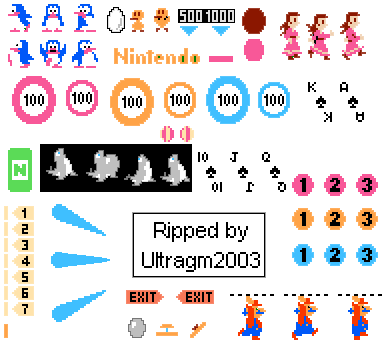 500 1000
Nintendo
100 100 100 100 100 100
K A
K A
N
10 J Q
10 J Q
1 2 3
1
2
3
4
5
6
7
1 2 3
1 2 3
Ripped by
Ultragm2003
EXIT EXIT